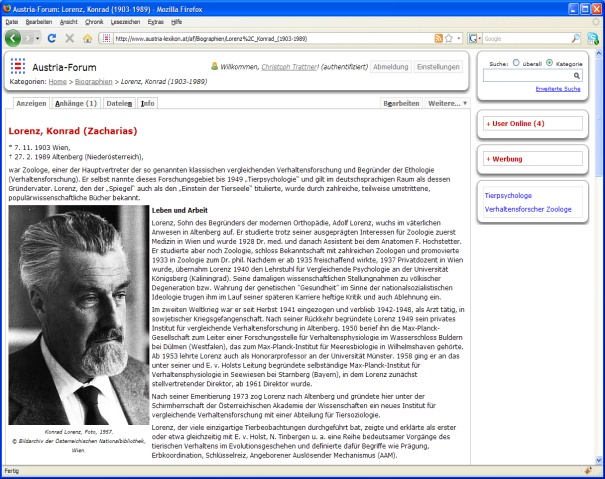 Austria-Forum: Lorenz, Konrad (1903-1989) - Mozilla Firefox
Datei Bearbeiten Ansicht Chronik Lesezeichen Extras Hilfe
http://www.austria-lexikon.at/af/Biographien/Lorenz%2C_Konrad_(1903-1989)
Google
Austria-Forum
Willkommen, Christoph Trattner! (authentifiziert) Abmeldung Einstellungen
Kategorien: Home > Biographien > Lorenz, Konrad (1903-1989)
Suche: überall Kategorie
Erweiterte Suche
Anzeigen Anhänge (1) Dateien Info Bearbeiten Weitere...
+ User Online (4)
+ Werbung
Tierpsychologe
Verhaltensforscher Zoologe
Lorenz, Konrad (Zacharias)
* 7. 11. 1903 Wien,
† 27. 2. 1989 Altenberg (Niederösterreich),
war Zoologe, einer der Hauptvertreter der so genannten klassischen vergleichenden Verhaltensforschung und Begründer der Ethologie
(Verhaltensforschung). Er selbst nannte dieses Forschungsgebiet bis 1949 „Tierpsychologie" und gilt im deutschsprachigen Raum als dessen
Gründervater. Lorenz, den der „Spiegel" auch als den „Einstein der Tierseele" titulierte, wurde durch zahlreiche, teilweise umstrittene,
populärwissenschaftliche Bücher bekannt.
Leben und Arbeit
Lorenz, Sohn des Begründers der modernen Orthopädie, Adolf Lorenz, wuchs im väterlichen
Anwesen in Altenberg auf. Er studierte trotz seiner ausgeprägten Interessen für Zoologie zuerst
Medizin in Wien und wurde 1928 Dr. med. und danach Assistent bei dem Anatomen F. Hochstetter.
Er studierte aber noch Zoologie, schloss Bekanntschaft mit zahlreichen Zoologen und promovierte
1933 in Zoologie zum Dr. phil. Nachdem er ab 1935 freischaffend wirkte, 1937 Privatdozent in Wien
wurde, übernahm Lorenz 1940 den Lehrstuhl für Vergleichende Psychologie an der Universität
Königsberg (Kaliningrad). Seine damaligen wissenschaftlichen Stellungnahmen zu völkischer
Degeneration bzw. Wahrung der genetischen "Gesundheit" im Sinne der nationalsozialistischen
Ideologie trugen ihm im Lauf seiner späteren Karriere heftige Kritik und auch Ablehnung ein.
Im zweiten Weltkrieg war er seit Herbst 1941 eingezogen und verblieb 1942-1948, als Arzt tätig, in
sowjetischer Kriegsgefangenschaft. Nach seiner Rückkehr begründete Lorenz 1949 sein privates
Institut für vergleichende Verhaltensforschung in Altenberg. 1950 berief ihn die Max-Planck-
Gesellschaft zum Leiter einer Forschungsstelle für Verhaltensphysiologie im Wasserschloss Buldern
bei Dülmen (Westfalen), das zum Max-Planck-Institut für Meeresbiologie in Wilhelmshaven gehörte.
Ab 1953 lehrte Lorenz auch als Honorarprofessor an der Universität Münster. 1958 ging er an das
unter seiner und E. v. Holsts Leitung begründete selbständige Max-Planck-Institut für
Verhaltensphysiologie in Seewiesen bei Starnberg (Bayern), in dem Lorenz zunächst
stellvertretender Direktor, ab 1961 Direktor wurde.
Nach seiner Emeritierung 1973 zog Lorenz nach Altenberg und gründete hier unter der
Schirmherrschaft der Österreichischen Akademie der Wissenschaften ein neues Institut für
vergleichende Verhaltensforschung mit einer Abteilung für Tiersoziologie.
Lorenz, der viele einzigartige Tierbeobachtungen durchgeführt hat, zeigte und erklärte als erster
oder etwa gleichzeitig mit E. v. Holst, N. Tinbergen u. a. eine Reihe bedeutsamer Vorgänge des
tierischen Verhaltens im Evolutionsgeschehen und definierte dafür Begriffe wie Prägung,
Erbkoordination, Schlüsselreiz, Angeborener Auslösender Mechanismus (AAM).
Konrad Lorenz, Foto, 1957.
© Bildarchiv der Österreichischen Nationalbibliothek,
Wien.
Fertig